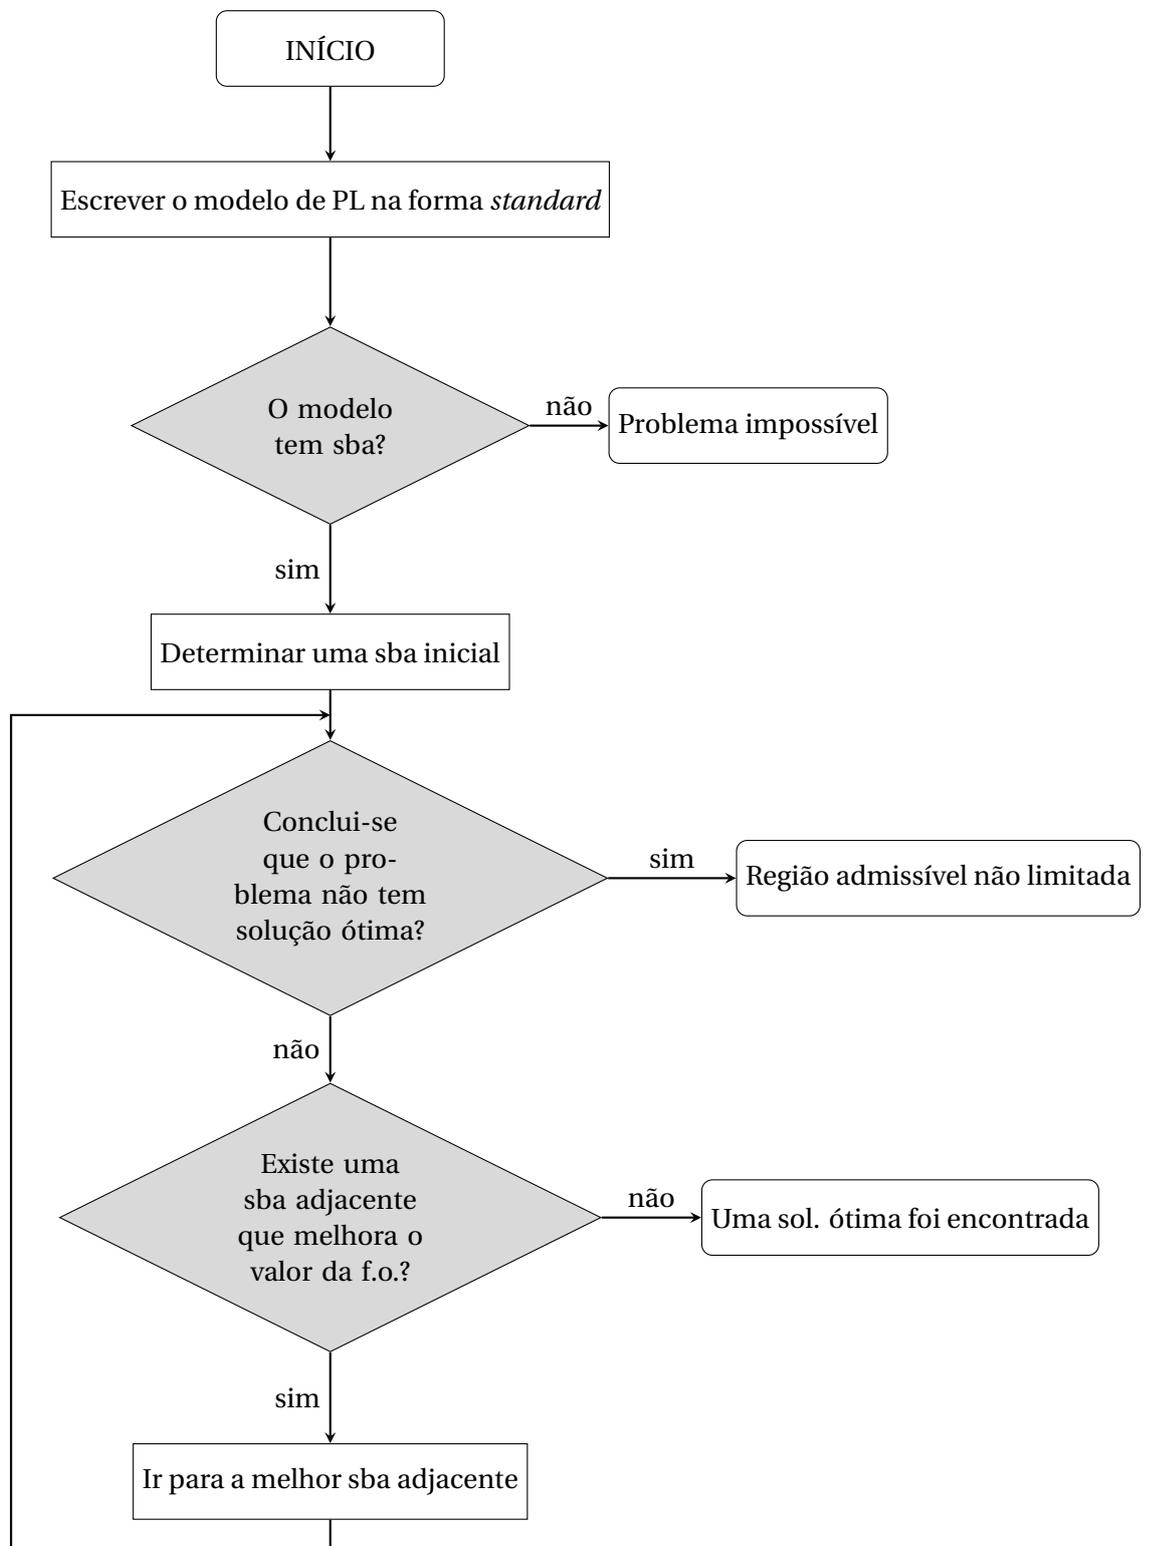 INÍCIO
Escrever o modelo de PL na forma standard
O modelo
tem sba?
não
Problema impossível
sim
Determinar uma sba inicial
Conclui-se
que o pro-
blema não tem
solução ótima?
sim
Região admissível não limitada
não
Existe uma
sba adjacente
que melhora o
valor da f.o.?
não
Uma sol. ótima foi encontrada
sim
Ir para a melhor sba adjacente